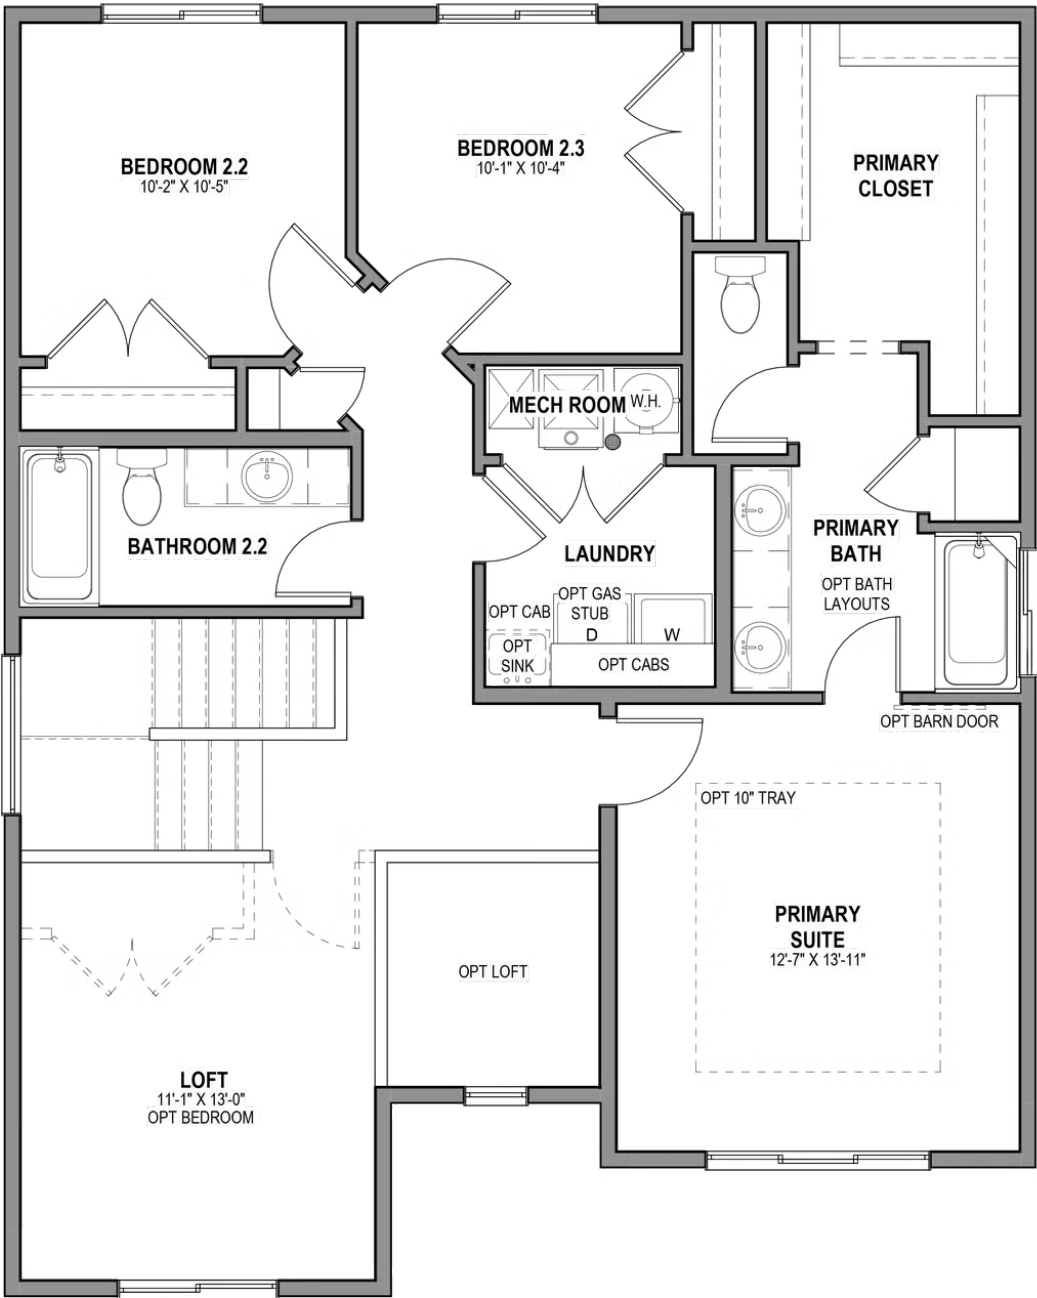 BEDROOM 2.2
10'-2" X 10'-5"
BEDROOM 2.3
10'-1" X 10'-4"
PRIMARY
CLOSET
MECH ROOM
W.H.
BATHROOM 2.2
LAUNDRY
OPT GAS
STUB
OPT CAB
D
W
OPT
SINK
OPT CABS
PRIMARY
BATH
OPT BATH
LAYOUTS
OPT BARN DOOR
OPT 10" TRAY
PRIMARY
SUITE
12'-7" X 13'-11"
OPT LOFT
LOFT
11'-1" X 13'-0"
OPT BEDROOM